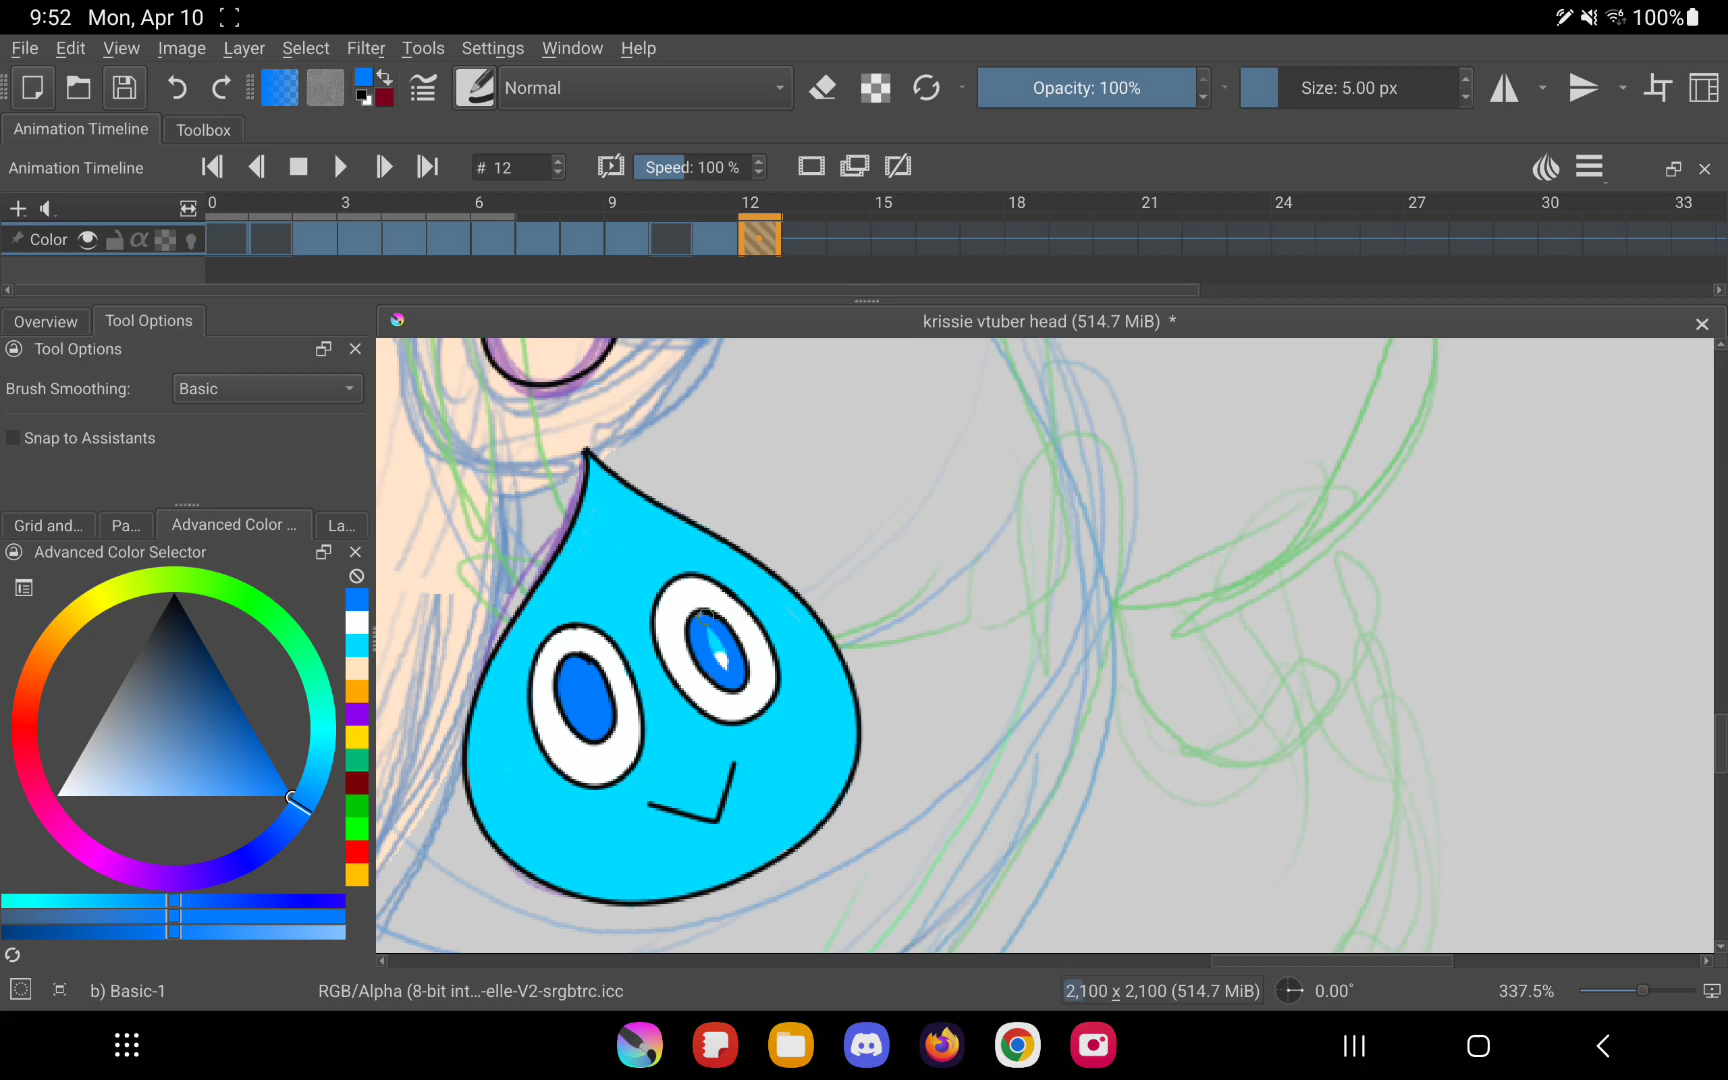 9:52 Mon, Apr 10 100%
File Edit View Image Layer Select Filter Tools Settings Window Help
Normal Opacity: 100% Size: 5.00 px
Animation Timeline Toolbox
Animation Timeline # 12 Speed: 100 %
0 3 6 9 12 15 18 21 24 27 30 33
Color
Overview Tool Options krissie vtuber head (514.7 MiB) *
Tool Options
Brush Smoothing: Basic
Snap to Assistants
Grid and... Pa... Advanced Color ... La...
Advanced Color Selector
b) Basic-1 RGB/Alpha (8-bit int...-elle-V2-srgbtrc.icc 2,100 x 2,100 (514.7 MiB) 0.00° 337.5%